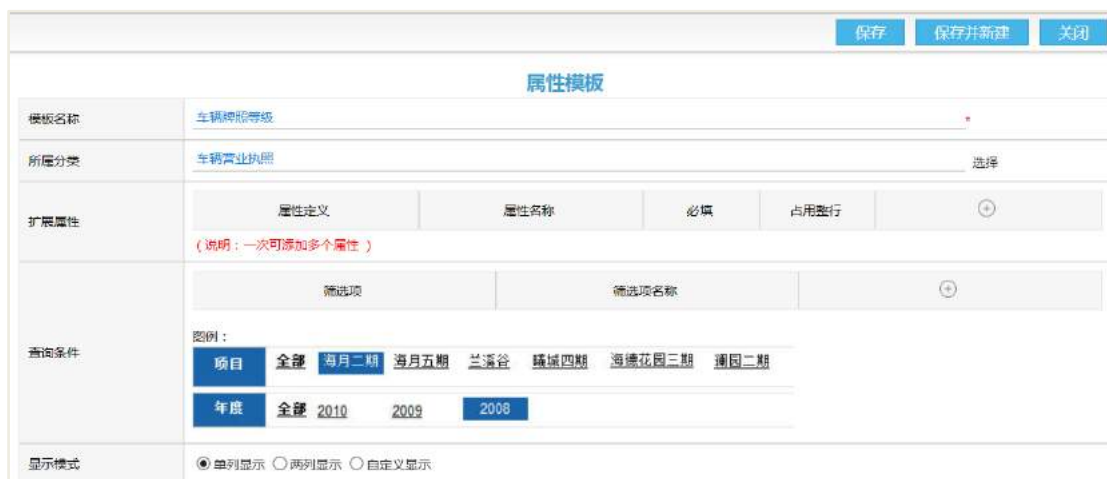 保存 保存并新建 关闭
属性模板
模板名称 车辆牌照等级 *
所属分类 车辆营业执照 选择
扩展属性 属性定义 属性名称 必填 占用整行
(说明：一次可添加多个属性 )
筛选项 筛选项名称
查询条件
图例：
项目 全部 海月二期 海月五期 兰溪谷 曦城四期 海德花园三期 澜园二期
年度 全部 2010 2009 2008
显示模式 单列显示 两列显示 自定义显示